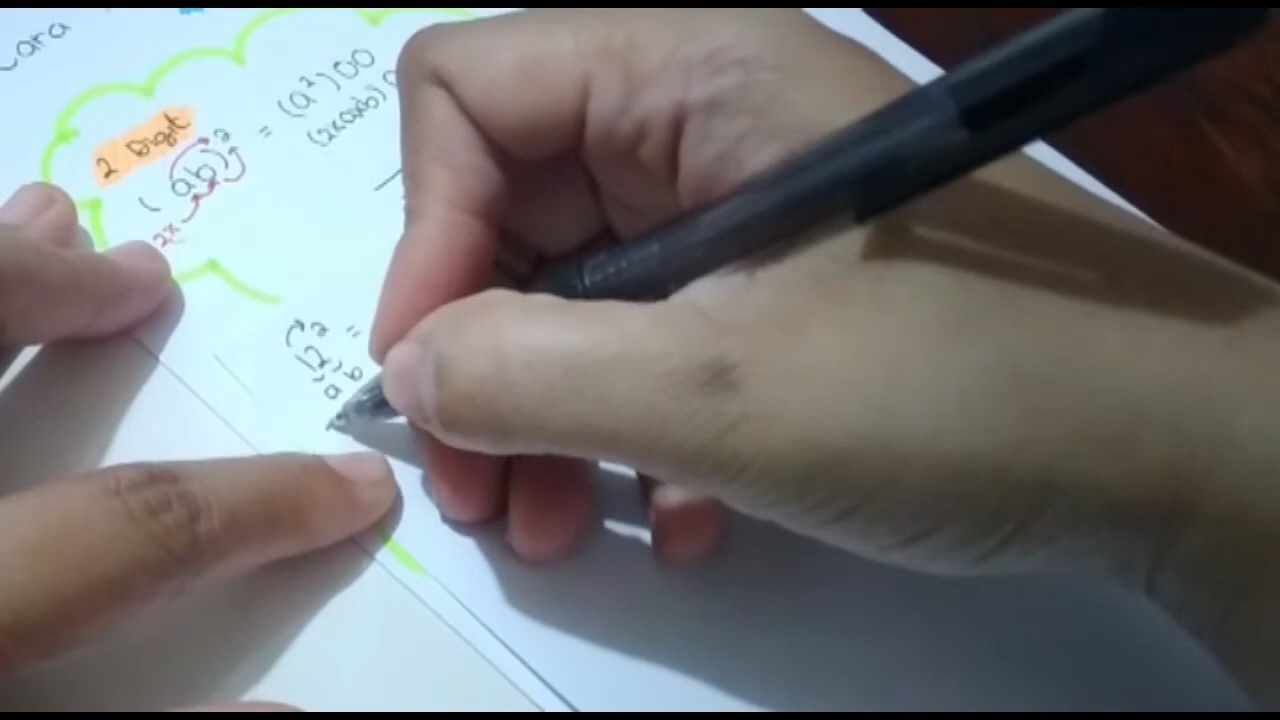 Cara
2 Digit
(ab)² = (a²) 00
(2xaxb) 0
2x
12² =
a b